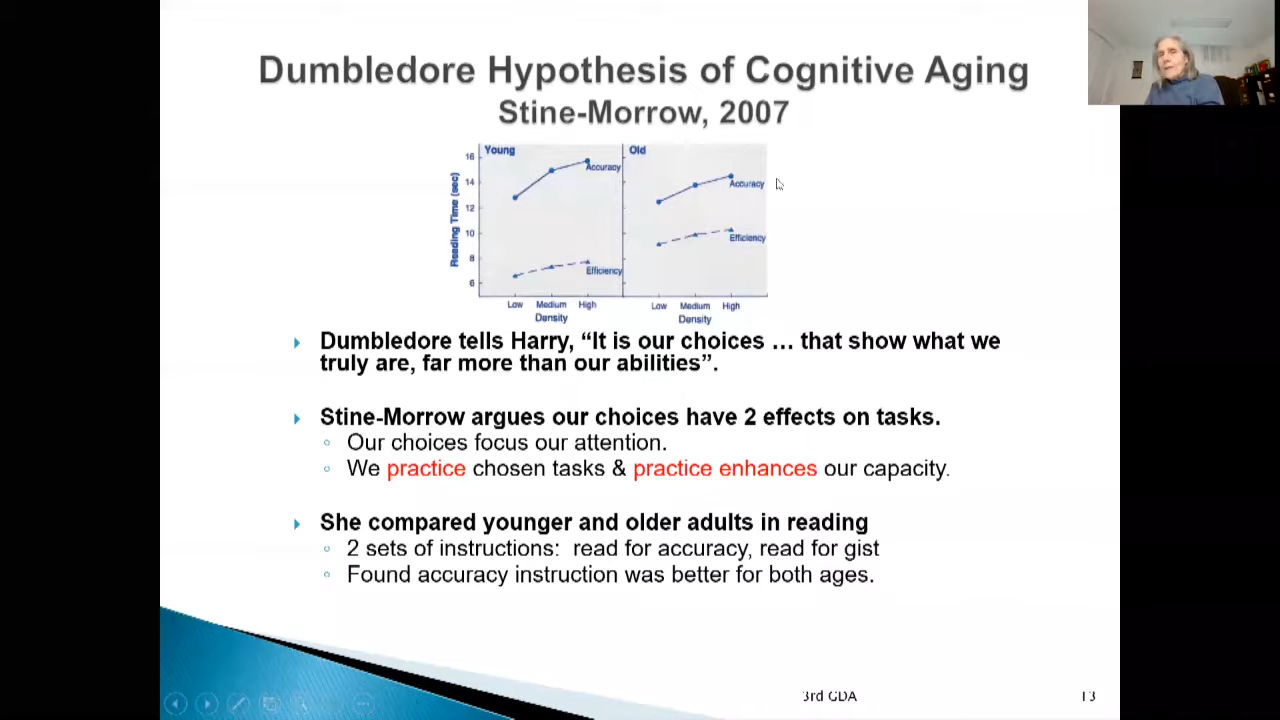 Dumbledore Hypothesis of Cognitive Aging
Stine-Morrow, 2007
Young
Old
Reading Time (sec)
16
14
12
10
8
6
Accuracy
Efficiency
Accuracy
Efficiency
Low Medium High
Density
Low Medium High
Density
Dumbledore tells Harry, “It is our choices … that show what we
truly are, far more than our abilities”.
Stine-Morrow argues our choices have 2 effects on tasks.
Our choices focus our attention.
We practice chosen tasks & practice enhances our capacity.
She compared younger and older adults in reading
2 sets of instructions: read for accuracy, read for gist
Found accuracy instruction was better for both ages.
3rd GDA
13